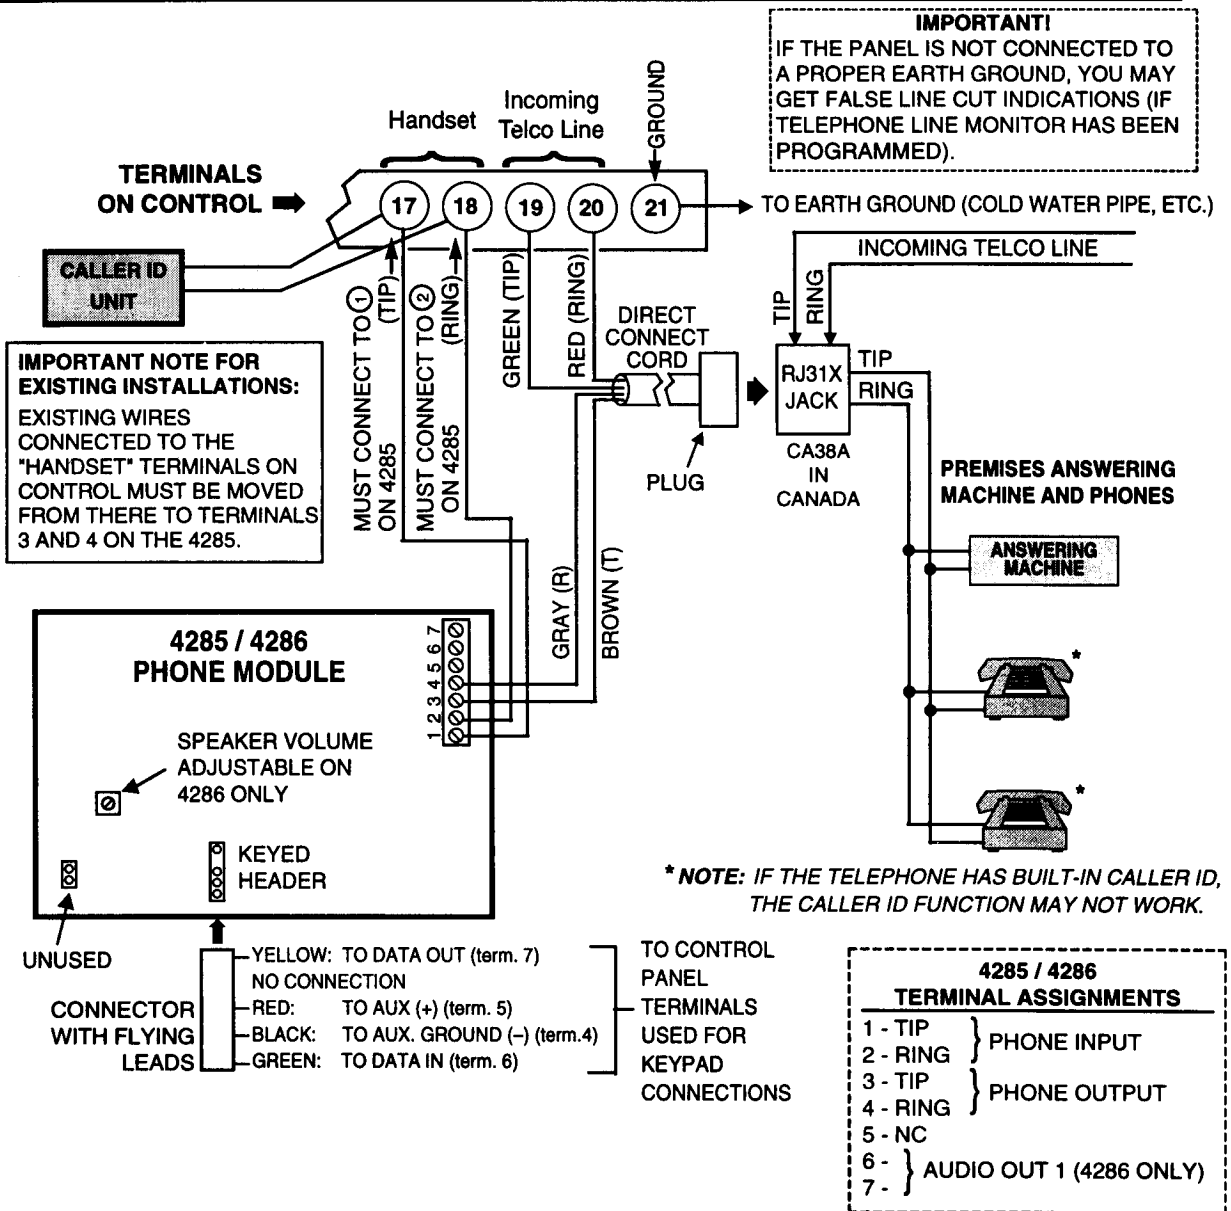 IMPORTANT!
IF THE PANEL IS NOT CONNECTED TO
A PROPER EARTH GROUND, YOU MAY
GET FALSE LINE CUT INDICATIONS (IF
TELEPHONE LINE MONITOR HAS BEEN
PROGRAMMED).
Handset
Incoming
Telco Line
GROUND
TERMINALS
ON CONTROL
17
18
19
20
21
TO EARTH GROUND (COLD WATER PIPE, ETC.)
INCOMING TELCO LINE
TIP
RING
CALLER ID
UNIT
MUST CONNECT TO 1
ON 4285
(TIP)
MUST CONNECT TO 2
ON 4285
(RING)
GREEN (TIP)
RED (RING)
DIRECT
CONNECT
CORD
PLUG
RJ31X
JACK
TIP
RING
CA38A
IN
CANADA
IMPORTANT NOTE FOR
EXISTING INSTALLATIONS:
EXISTING WIRES
CONNECTED TO THE
"HANDSET" TERMINALS ON
CONTROL MUST BE MOVED
FROM THERE TO TERMINALS
3 AND 4 ON THE 4285.
PREMISES ANSWERING
MACHINE AND PHONES
ANSWERING
MACHINE
GRAY (R)
BROWN (T)
4285 / 4286
PHONE MODULE
7
6
5
4
3
2
1
SPEAKER VOLUME
ADJUSTABLE ON
4286 ONLY
KEYED
HEADER
UNUSED
*
*
* NOTE: IF THE TELEPHONE HAS BUILT-IN CALLER ID,
THE CALLER ID FUNCTION MAY NOT WORK.
CONNECTOR
WITH FLYING
LEADS
YELLOW: TO DATA OUT (term. 7)
NO CONNECTION
RED: TO AUX (+) (term. 5)
BLACK: TO AUX. GROUND (–) (term.4)
GREEN: TO DATA IN (term. 6)
TO CONTROL
PANEL
TERMINALS
USED FOR
KEYPAD
CONNECTIONS
4285 / 4286
TERMINAL ASSIGNMENTS
1 - TIP
2 - RING
PHONE INPUT
3 - TIP
4 - RING
PHONE OUTPUT
5 - NC
6 -
7 -
AUDIO OUT 1 (4286 ONLY)